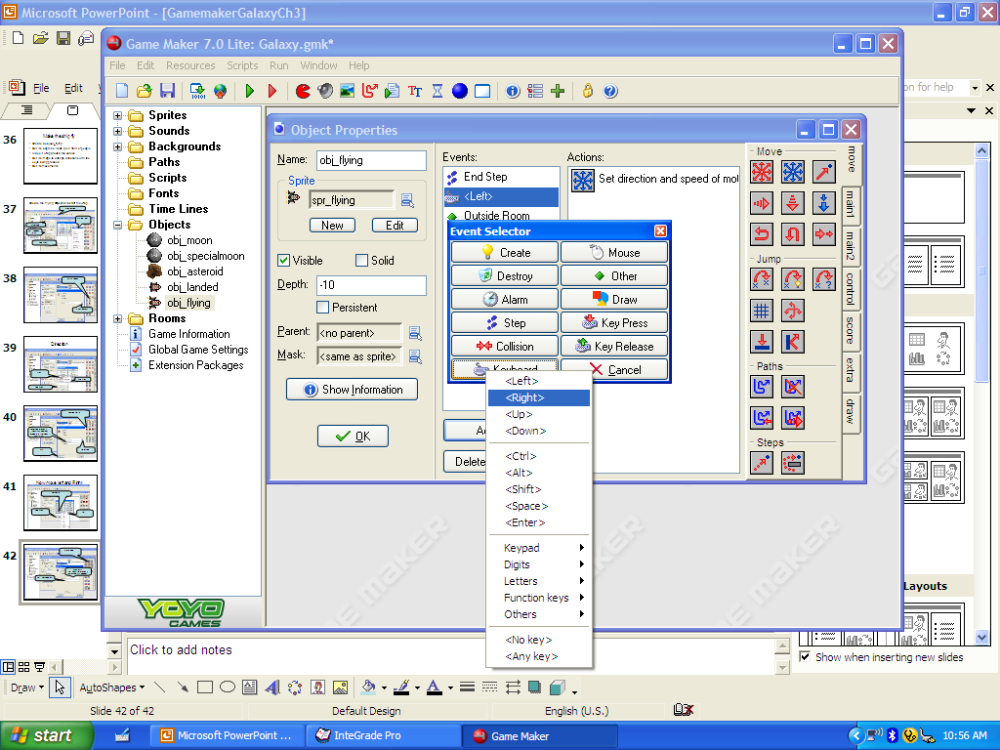 Microsoft PowerPoint - [GamemakerGalaxyCh3]
File Edit
on for help
Game Maker 7.0 Lite: Galaxy.gmk*
File Edit Resources Scripts Run Window Help
Sprites
Sounds
Backgrounds
Paths
Scripts
Fonts
Time Lines
Objects
obj_moon
obj_specialmoon
obj_asteroid
obj_landed
obj_flying
Rooms
Game Information
Global Game Settings
Extension Packages
YOYO
GAMES
Object Properties
Name: obj_flying
Sprite
spr_flying
New Edit
Visible Solid
Depth: -10
Persistent
Parent: <no parent>
Mask: <same as sprite>
Show Information
OK
Events:
End Step
<Left>
Outside Room
Delete
Actions:
Set direction and speed of mot
Event Selector
Create Mouse
Destroy Other
Alarm Draw
Step Key Press
Collision Key Release
Keyboard Cancel
<Left>
<Right>
<Up>
<Down>
<Ctrl>
<Alt>
<Shift>
<Space>
<Enter>
Keypad
Digits
Letters
Function keys
Others
<No key>
<Any key>
Move
Jump
Paths
Steps
move
main1
main2
control
score
extra
draw
GAME MAKER
36
37
38
39
Direction
40
41
42
Layouts
Show when inserting new slides
Click to add notes
Draw AutoShapes
Slide 42 of 42 Default Design English (U.S.)
start Microsoft PowerPoint ... InteGrade Pro Game Maker 10:56 AM